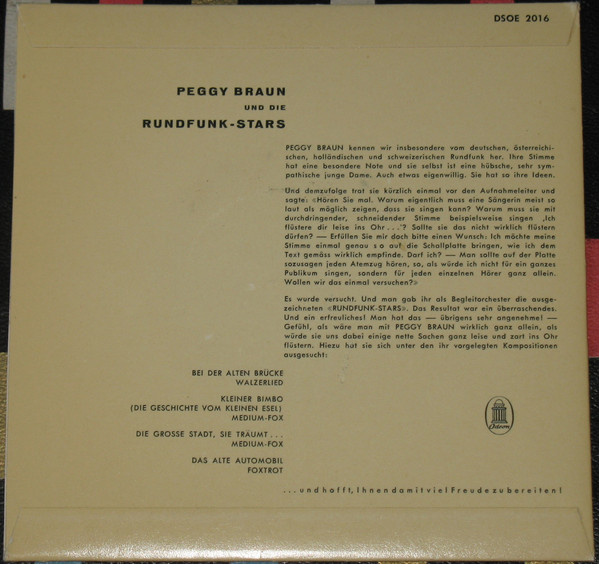 DSOE 2016
PEGGY BRAUN
UND DIE
RUNDFUNK-STARS
PEGGY BRAUN kennen wir insbesondere vom deutschen, österreichi-
schen, holländischen und schweizerischen Rundfunk her. Ihre Stimme
hat eine besondere Note und sie selbst ist eine hübsche, sehr sym-
pathische junge Dame. Auch etwas eigenwillig. Sie hat so ihre Ideen.
Und demzufolge trat sie kürzlich einmal vor den Aufnahmeleiter und
sagte: «Hören Sie mal. Warum eigentlich muss eine Sängerin meist so
laut als möglich zeigen, dass sie singen kann? Warum muss sie mit
durchdringender, schneidender Stimme beispielsweise singen ‚Ich
flüstere dir leise ins Ohr . . .'? Sollte sie das nicht wirklich flüstern
dürfen? — Erfüllen Sie mir doch bitte einen Wunsch: Ich möchte meine
Stimme einmal genau s o auf die Schallplatte bringen, wie ich dem
Text gemäss wirklich empfinde. Darf ich? — Man sollte auf der Platte
sozusagen jeden Atemzug hören, so, als würde ich nicht für ein ganzes
Publikum singen, sondern für jeden einzelnen Hörer ganz allein.
Wollen wir das einmal versuchen?»
Es wurde versucht. Und man gab ihr als Begleitorchester die ausge-
zeichneten «RUNDFUNK-STARS». Das Resultat war ein überraschendes.
Und ein erfreuliches! Man hat das — übrigens sehr angenehme! —
Gefühl, als wäre man mit PEGGY BRAUN wirklich ganz allein, als
würde sie uns dabei einige nette Sachen ganz leise und zart ins Ohr
flüstern. Hiezu hat sie sich unter den ihr vorgelegten Kompositionen
ausgesucht:
BEI DER ALTEN BRÜCKE
WALZERLIED
KLEINER BIMBO
(DIE GESCHICHTE VOM KLEINEN ESEL)
MEDIUM-FOX
DIE GROSSE STADT, SIE TRÄUMT . . .
MEDIUM-FOX
DAS ALTE AUTOMOBIL
FOXTROT
Odeon
. . . und hofft, Ihnen damit viel Freude zu bereiten!